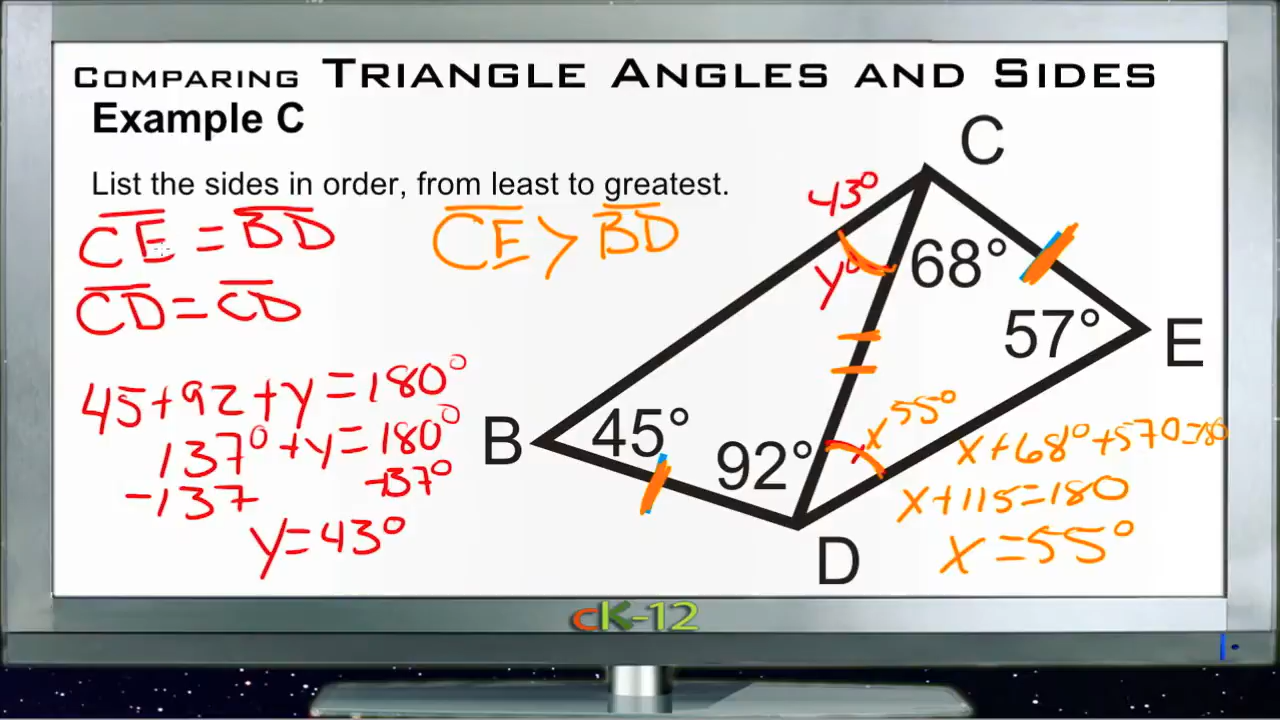 COMPARING TRIANGLE ANGLES AND SIDES
Example C
List the sides in order, from least to greatest.
CE = BD
CE > BD
CD = CD
45+92+y=180°
137°+y=180°
-137 -137°
y=43°
C
43°
y°
68°
57°
E
B
45°
92°
D
x 55°
x+68°+57°=180
x+115=180
x=55°
cK-12